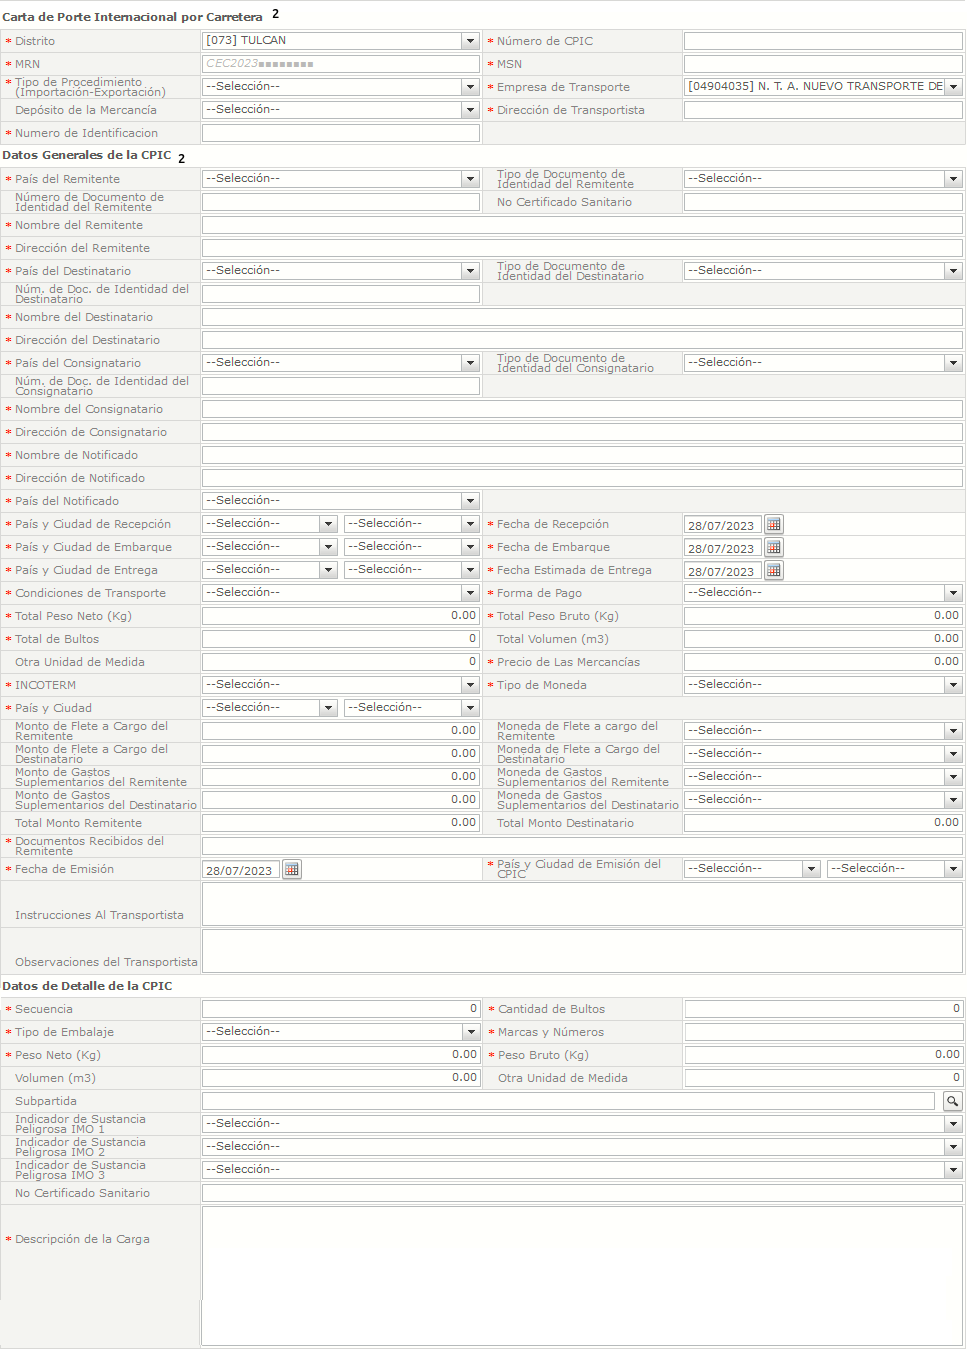 Carta de Porte Internacional por Carretera 2
* Distrito [073] TULCAN * Número de CPIC
* MRN CEC2023▪▪▪▪▪▪▪▪ * MSN
* Tipo de Procedimiento (Importación-Exportación) --Selección-- * Empresa de Transporte [04904035] N. T. A. NUEVO TRANSPORTE DE
Depósito de la Mercancía --Selección-- * Dirección de Transportista
* Numero de Identificacion
Datos Generales de la CPIC 2
* País del Remitente --Selección-- Tipo de Documento de Identidad del Remitente --Selección--
Número de Documento de Identidad del Remitente No Certificado Sanitario
* Nombre del Remitente
* Dirección del Remitente
* País del Destinatario --Selección-- Tipo de Documento de Identidad del Destinatario --Selección--
Núm. de Doc. de Identidad del Destinatario
* Nombre del Destinatario
* Dirección del Destinatario
* País del Consignatario --Selección-- Tipo de Documento de Identidad del Consignatario --Selección--
Núm. de Doc. de Identidad del Consignatario
* Nombre del Consignatario
* Dirección de Consignatario
* Nombre de Notificado
* Dirección de Notificado
* País del Notificado --Selección--
* País y Ciudad de Recepción --Selección-- --Selección-- * Fecha de Recepción 28/07/2023
* País y Ciudad de Embarque --Selección-- --Selección-- * Fecha de Embarque 28/07/2023
* País y Ciudad de Entrega --Selección-- --Selección-- * Fecha Estimada de Entrega 28/07/2023
* Condiciones de Transporte --Selección-- * Forma de Pago --Selección--
* Total Peso Neto (Kg) 0.00 * Total Peso Bruto (Kg) 0.00
* Total de Bultos 0 Total Volumen (m3) 0.00
Otra Unidad de Medida 0 * Precio de Las Mercancías 0.00
* INCOTERM --Selección-- * Tipo de Moneda --Selección--
* País y Ciudad --Selección-- --Selección--
Monto de Flete a Cargo del Remitente 0.00 Moneda de Flete a cargo del Remitente --Selección--
Monto de Flete a Cargo del Destinatario 0.00 Moneda de Flete a Cargo del Destinatario --Selección--
Monto de Gastos Suplementarios del Remitente 0.00 Moneda de Gastos Suplementarios del Remitente --Selección--
Monto de Gastos Suplementarios del Destinatario 0.00 Moneda de Gastos Suplementarios del Destinatario --Selección--
Total Monto Remitente 0.00 Total Monto Destinatario 0.00
* Documentos Recibidos del Remitente
* Fecha de Emisión 28/07/2023 * País y Ciudad de Emisión del CPIC --Selección-- --Selección--
Instrucciones Al Transportista
Observaciones del Transportista
Datos de Detalle de la CPIC
* Secuencia 0 * Cantidad de Bultos 0
* Tipo de Embalaje --Selección-- * Marcas y Números
* Peso Neto (Kg) 0.00 * Peso Bruto (Kg) 0.00
Volumen (m3) 0.00 Otra Unidad de Medida 0
Subpartida
Indicador de Sustancia Peligrosa IMO 1 --Selección--
Indicador de Sustancia Peligrosa IMO 2 --Selección--
Indicador de Sustancia Peligrosa IMO 3 --Selección--
No Certificado Sanitario
* Descripción de la Carga